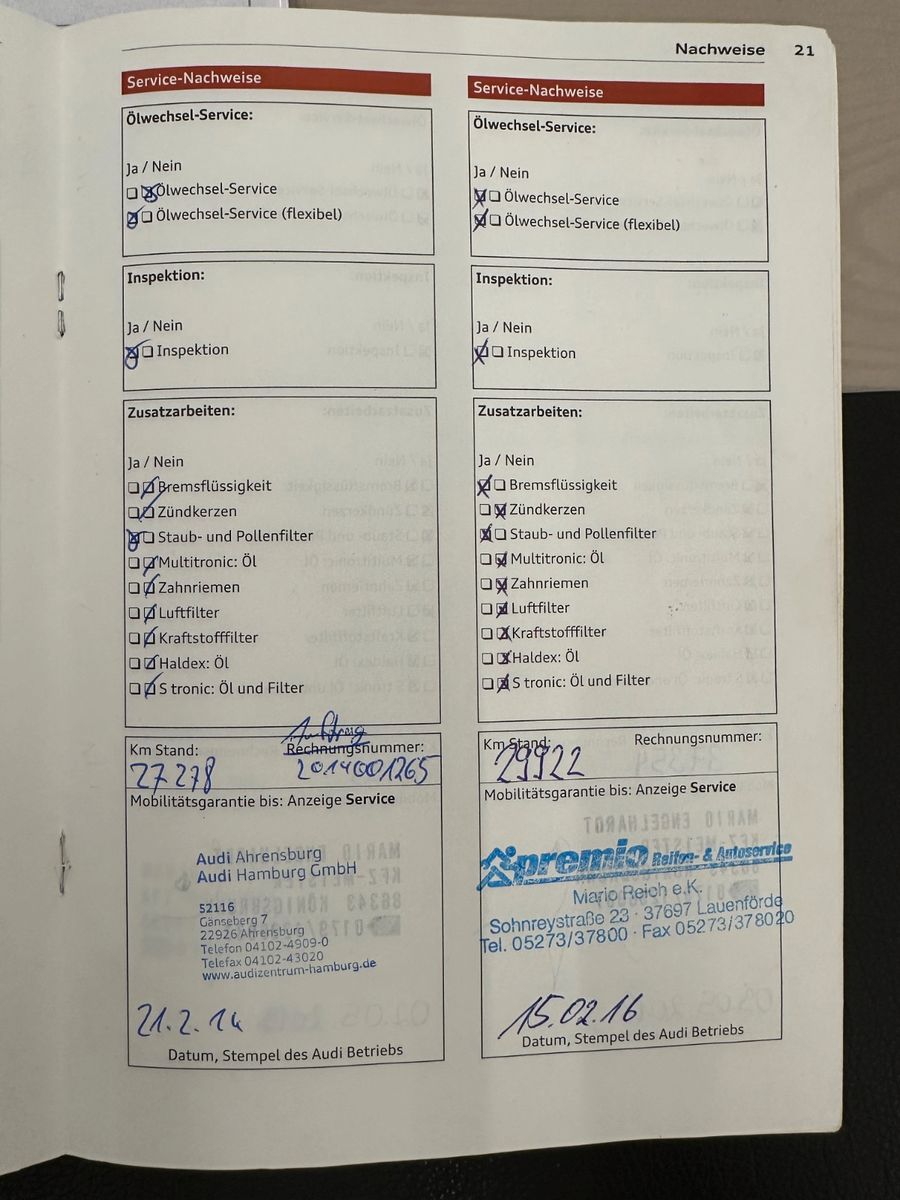 Nachweise 21
Service-Nachweise
Ölwechsel-Service:
Ja / Nein
Ölwechsel-Service
Ölwechsel-Service (flexibel)
Inspektion:
Ja / Nein
Inspektion
Zusatzarbeiten:
Ja / Nein
Bremsflüssigkeit
Zündkerzen
Staub- und Pollenfilter
Multitronic: Öl
Zahnriemen
Luftfilter
Kraftstofffilter
Haldex: Öl
S tronic: Öl und Filter
Auftrag
Km Stand: Rechnungsnummer:
27 278 2014001265
Mobilitätsgarantie bis: Anzeige Service
Audi Ahrensburg
Audi Hamburg GmbH
52116
Gänseberg 7
22926 Ahrensburg
Telefon 04102-4909-0
Telefax 04102-43020
www.audizentrum-hamburg.de
21.2.14
Datum, Stempel des Audi Betriebs
Service-Nachweise
Ölwechsel-Service:
Ja / Nein
Ölwechsel-Service
Ölwechsel-Service (flexibel)
Inspektion:
Ja / Nein
Inspektion
Zusatzarbeiten:
Ja / Nein
Bremsflüssigkeit
Zündkerzen
Staub- und Pollenfilter
Multitronic: Öl
Zahnriemen
Luftfilter
Kraftstofffilter
Haldex: Öl
S tronic: Öl und Filter
Km Stand: Rechnungsnummer:
29922
Mobilitätsgarantie bis: Anzeige Service
premio Reifen- & Autoservice
Mario Reich e.K.
Sohnreystraße 23 · 37697 Lauenförde
Tel. 05273/37800 · Fax 05273/378020
15.02.16
Datum, Stempel des Audi Betriebs